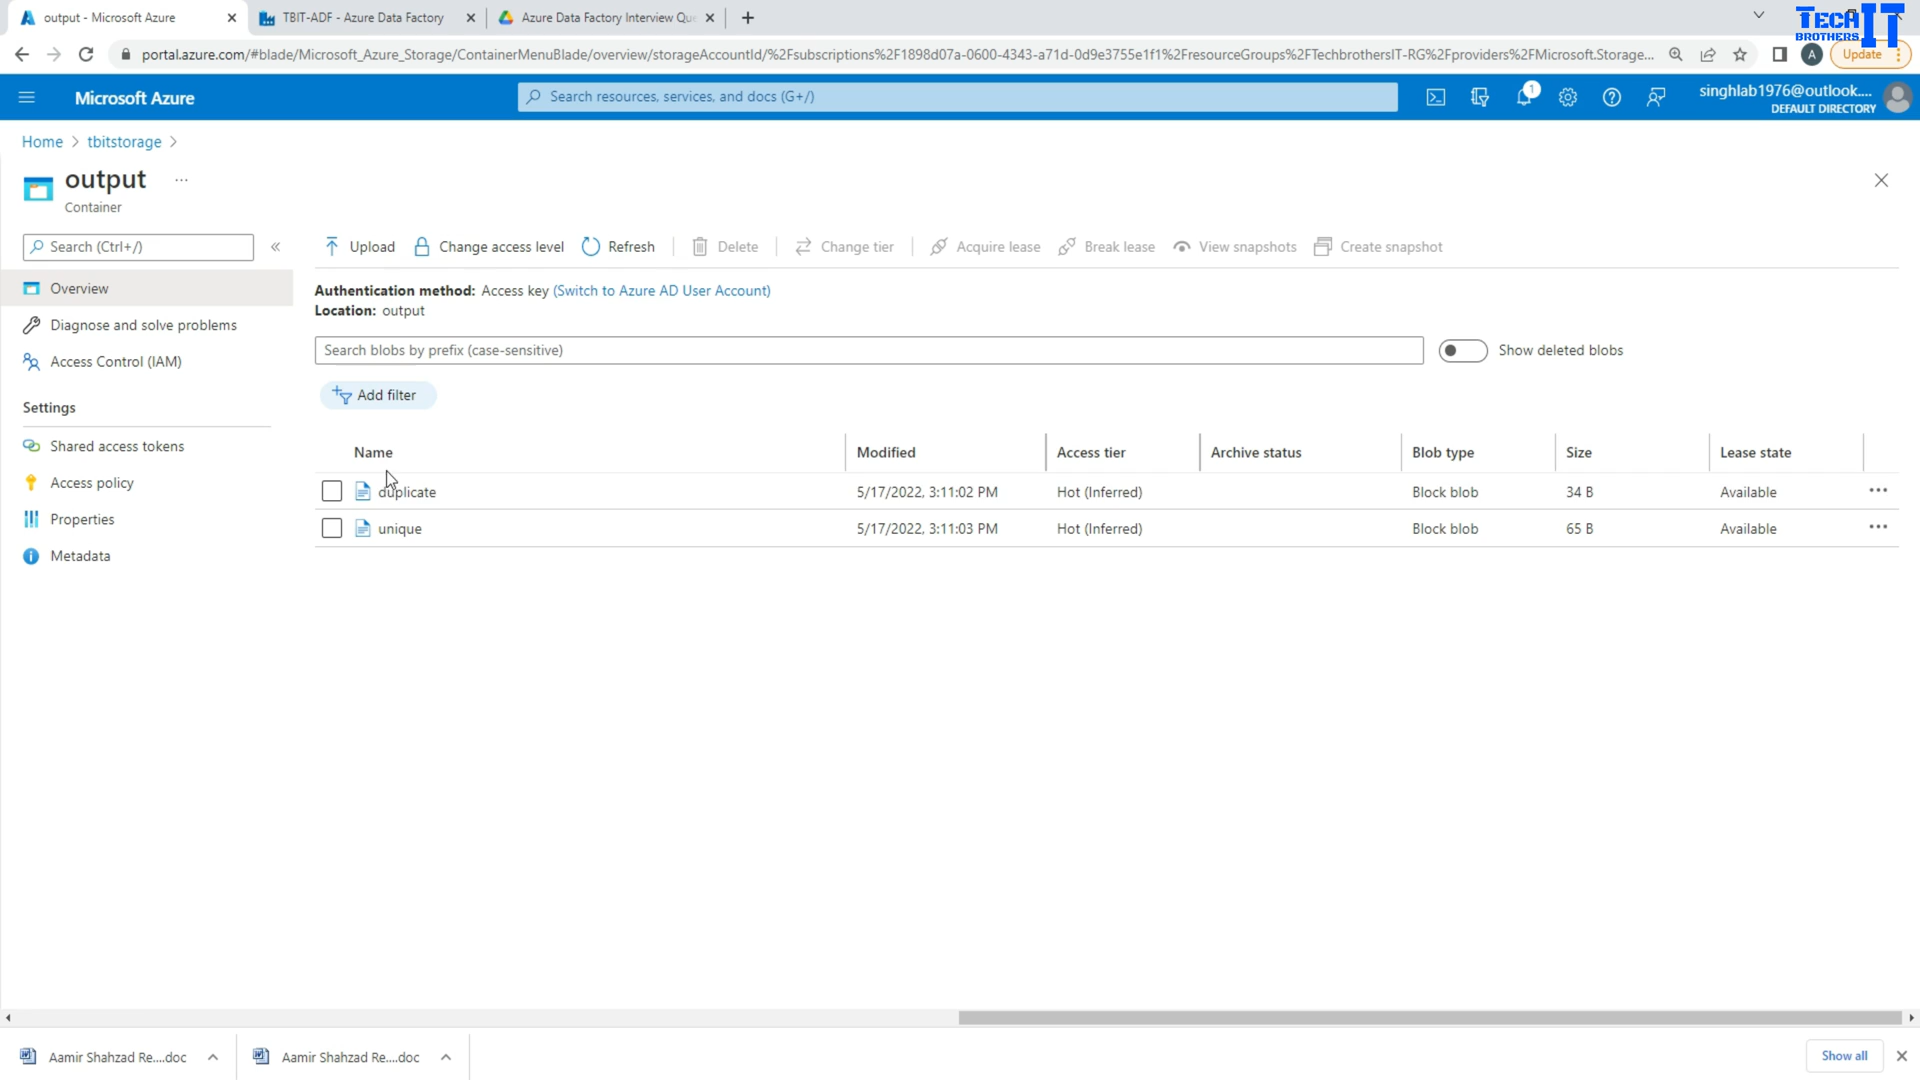 output - Microsoft Azure
TBIT-ADF - Azure Data Factory
Azure Data Factory Interview Que
TECH IT
BROTHERS
portal.azure.com/#blade/Microsoft_Azure_Storage/ContainerMenuBlade/overview/storageAccountId/%2Fsubscriptions%2F1898d07a-0600-4343-a71d-0d9e3755e1f1%2FresourceGroups%2FTechbrothersIT-RG%2Fproviders%2FMicrosoft.Storage...
A
Update
Microsoft Azure
Search resources, services, and docs (G+/)
1
singhlab1976@outlook....
DEFAULT DIRECTORY
Home > tbitstorage >
output ...
Container
Search (Ctrl+/)
Upload
Change access level
Refresh
Delete
Change tier
Acquire lease
Break lease
View snapshots
Create snapshot
Overview
Diagnose and solve problems
Access Control (IAM)
Settings
Shared access tokens
Access policy
Properties
Metadata
Authentication method: Access key (Switch to Azure AD User Account)
Location: output
Search blobs by prefix (case-sensitive)
Show deleted blobs
Add filter
Name Modified Access tier Archive status Blob type Size Lease state
duplicate 5/17/2022, 3:11:02 PM Hot (Inferred) Block blob 34 B Available ...
unique 5/17/2022, 3:11:03 PM Hot (Inferred) Block blob 65 B Available ...
Aamir Shahzad Re....doc
Aamir Shahzad Re....doc
Show all